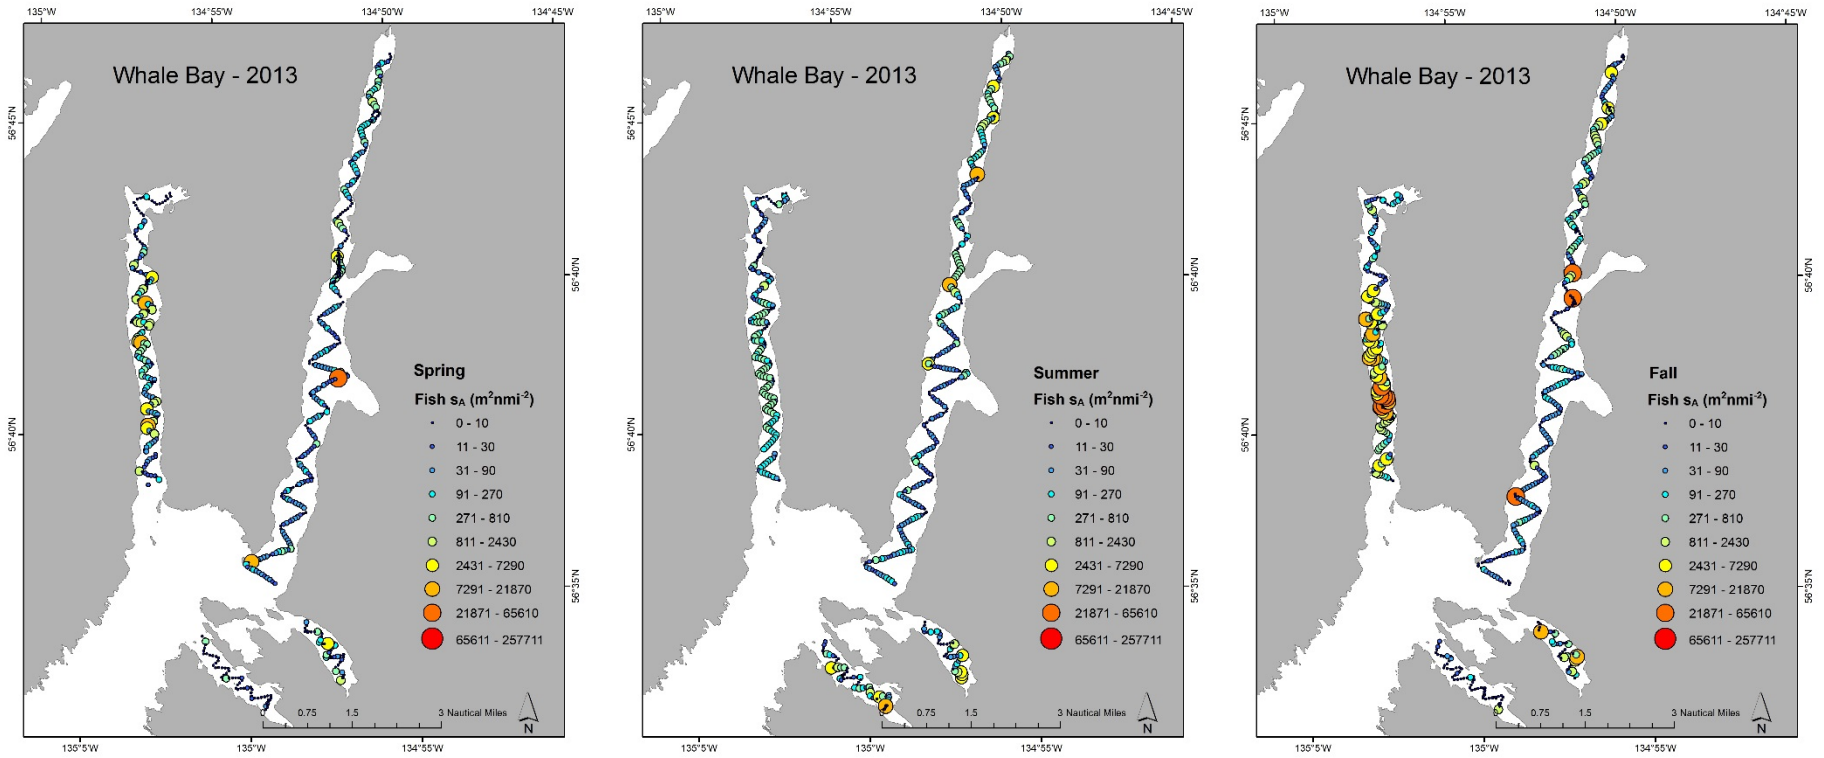 135°W 134°55'W 134°50'W 134°45'W
Whale Bay - 2013
56°45'N
56°40'N
56°40'N
56°35'N
Spring
Fish sA (m²nmi-²)
0 - 10
11 - 30
31 - 90
91 - 270
271 - 810
811 - 2430
2431 - 7290
7291 - 21870
21871 - 65610
65611 - 257711
0 0.75 1.5 3 Nautical Miles
N
135°5'W 135°W 134°55'W
135°W 134°55'W 134°50'W 134°45'W
Whale Bay - 2013
56°45'N
56°40'N
56°40'N
56°35'N
Summer
Fish sA (m²nmi-²)
0 - 10
11 - 30
31 - 90
91 - 270
271 - 810
811 - 2430
2431 - 7290
7291 - 21870
21871 - 65610
65611 - 257711
0.75 1.5 3 Nautical Miles
N
135°5'W 135°W 134°55'W
135°W 134°55'W 134°50'W 134°45'W
Whale Bay - 2013
56°45'N
56°40'N
56°40'N
56°35'N
Fall
Fish sA (m²nmi-²)
0 - 10
11 - 30
31 - 90
91 - 270
271 - 810
811 - 2430
2431 - 7290
7291 - 21870
21871 - 65610
65611 - 257711
0 0.75 1.5 3 Nautical Miles
N
135°5'W 135°W 134°55'W